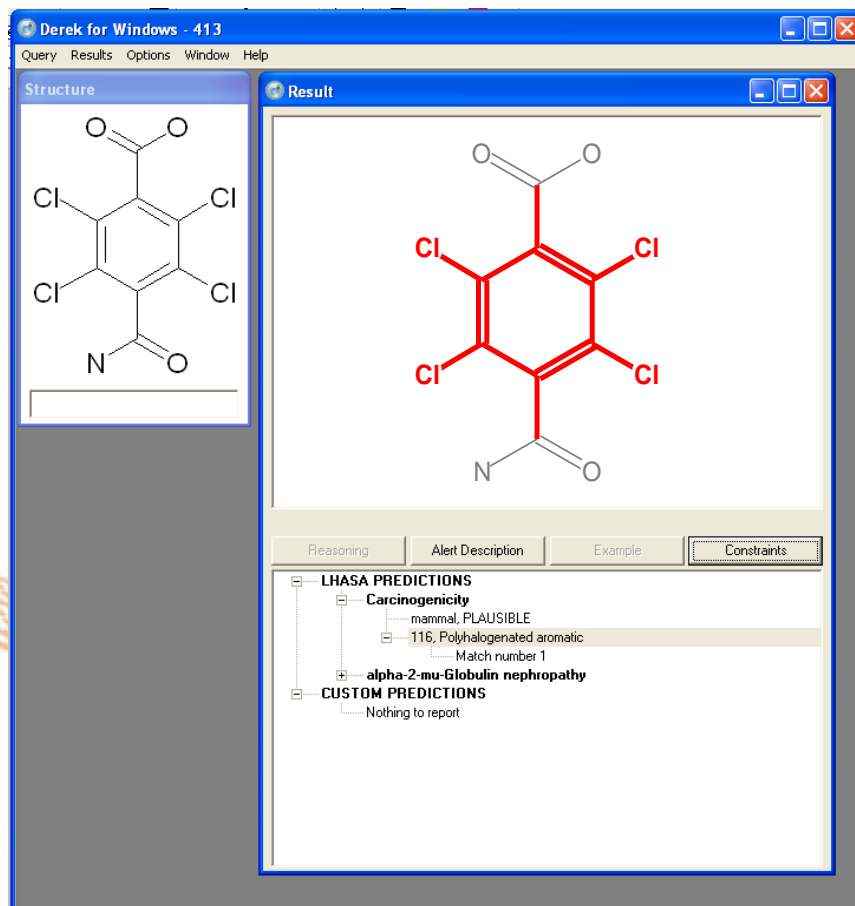 Derek for Windows - 413
Query Results Options Window Help
Structure
O O
Cl Cl
Cl Cl
N O
Result
O O
Cl Cl
Cl Cl
N O
Reasoning Alert Description Example Constraints
LHASA PREDICTIONS
Carcinogenicity
mammal, PLAUSIBLE
116, Polyhalogenated aromatic
Match number 1
alpha-2-mu-Globulin nephropathy
CUSTOM PREDICTIONS
Nothing to report